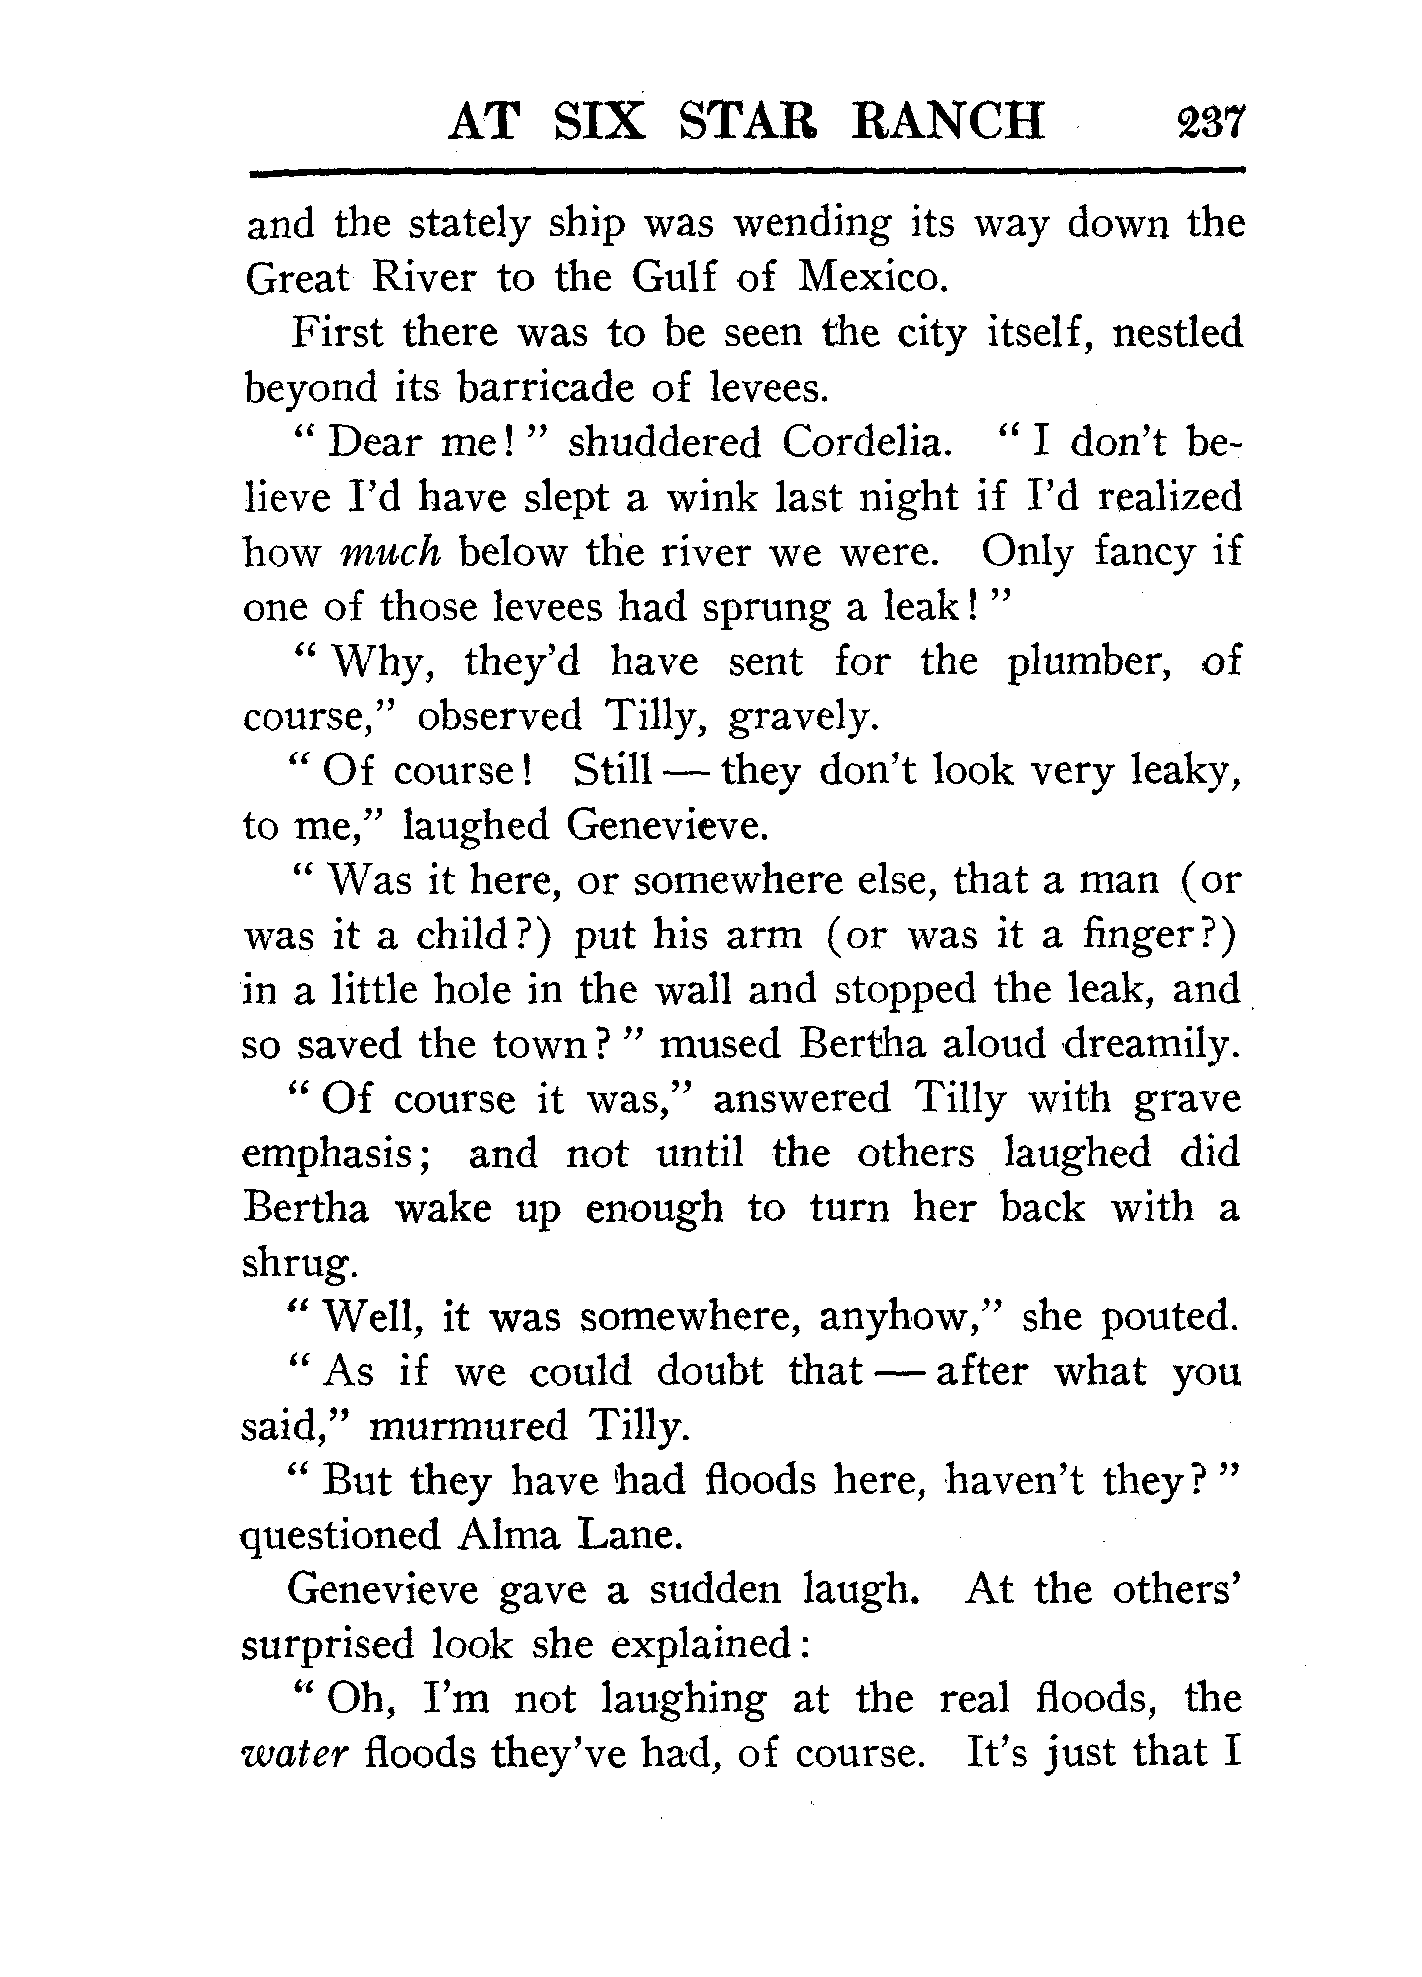 AT SIX STAR RANCH 237
and the stately ship was wending its way down the
Great River to the Gulf of Mexico.
First there was to be seen the city itself, nestled
beyond its barricade of levees.
“ Dear me! ” shuddered Cordelia. “ I don’t be-
lieve I’d have slept a wink last night if I’d realized
how much below the river we were. Only fancy if
one of those levees had sprung a leak! ”
“ Why, they’d have sent for the plumber, of
course,” observed Tilly, gravely.
“ Of course! Still — they don’t look very leaky,
to me,” laughed Genevieve.
“ Was it here, or somewhere else, that a man (or
was it a child?) put his arm (or was it a finger?)
in a little hole in the wall and stopped the leak, and
so saved the town? ” mused Bertha aloud dreamily.
“ Of course it was,” answered Tilly with grave
emphasis; and not until the others laughed did
Bertha wake up enough to turn her back with a
shrug.
“ Well, it was somewhere, anyhow,” she pouted.
“ As if we could doubt that — after what you
said,” murmured Tilly.
“ But they have had floods here, haven’t they? ”
questioned Alma Lane.
Genevieve gave a sudden laugh. At the others’
surprised look she explained:
“ Oh, I’m not laughing at the real floods, the
water floods they’ve had, of course. It’s just that I